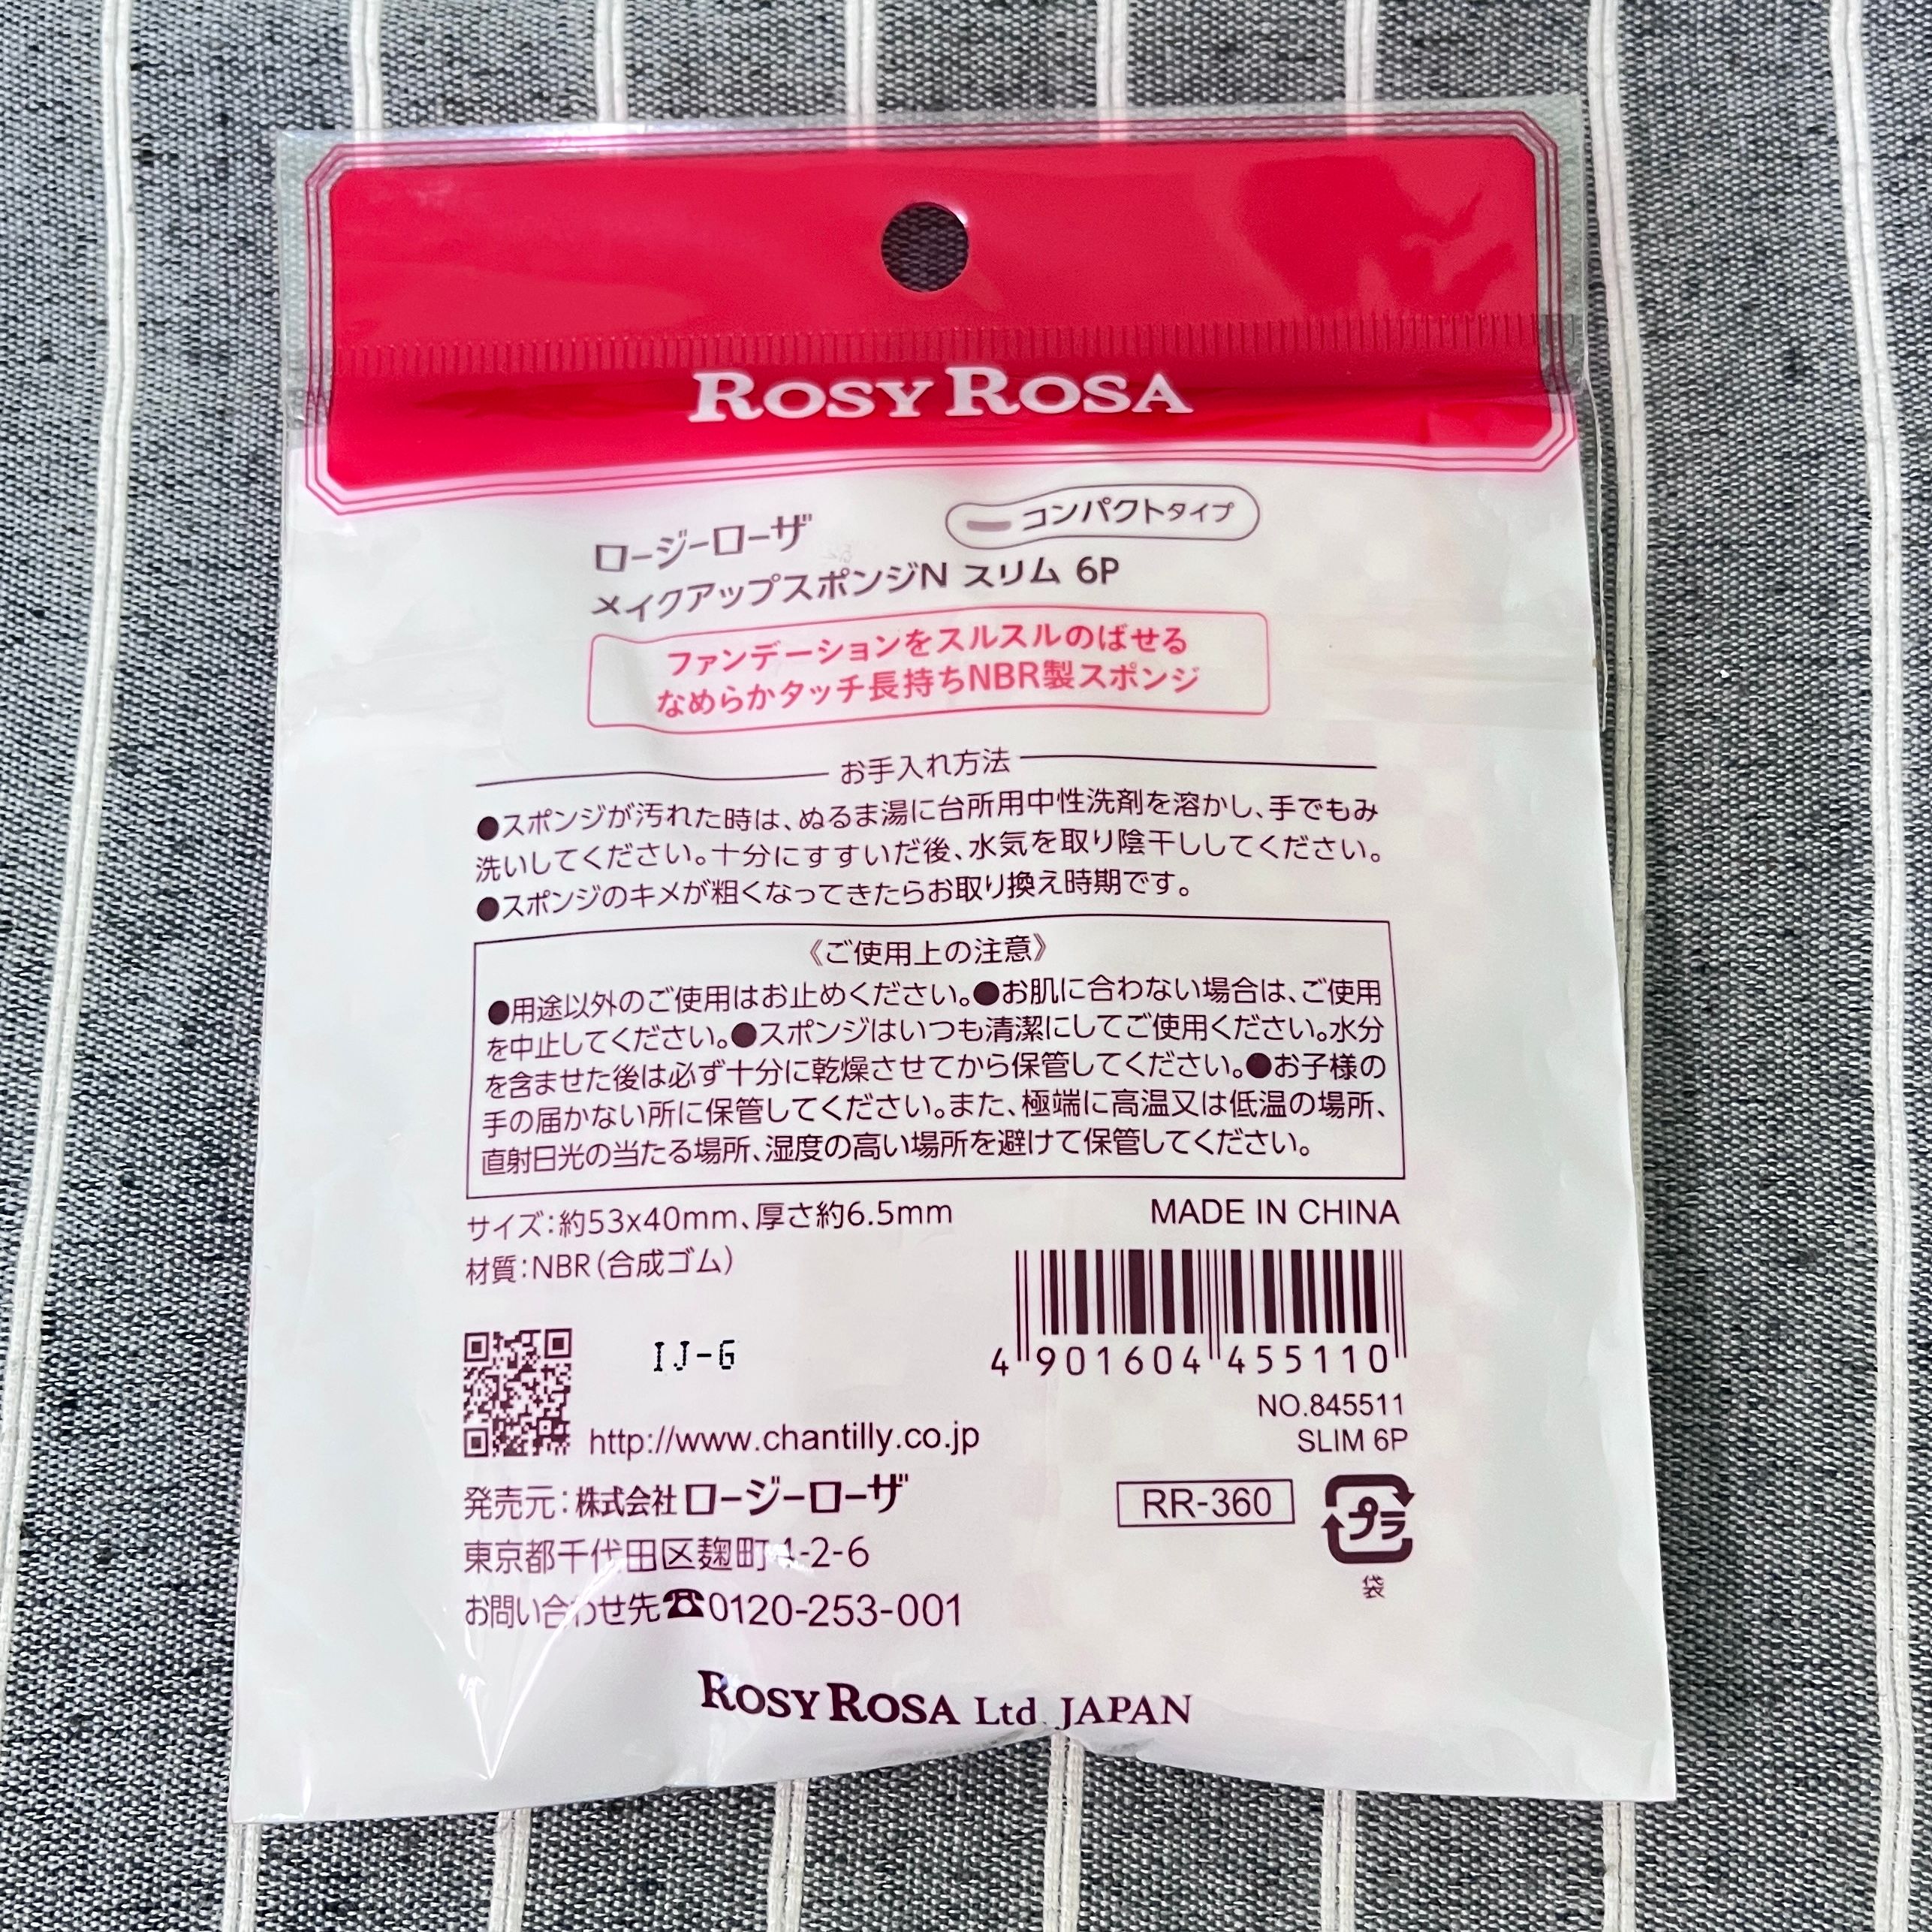 ROSY ROSA
コンパクトタイプ
ロージーローザ
メイクアップスポンジN スリム 6P
ファンデーションをスルスルのばせる
なめらかタッチ長持ちNBR製スポンジ
お手入れ方法
●スポンジが汚れた時は、ぬるま湯に台所用中性洗剤を溶かし、手でもみ
洗いしてください。十分にすすいだ後、水気を取り陰干ししてください。
●スポンジのキメが粗くなってきたらお取り換え時期です。
《ご使用上の注意》
●用途以外のご使用はお止めください。●お肌に合わない場合は、ご使用
を中止してください。●スポンジはいつも清潔にしてご使用ください。水分
を含ませた後は必ず十分に乾燥させてから保管してください。●お子様の
手の届かない所に保管してください。また、極端に高温又は低温の場所、
直射日光の当たる場所、湿度の高い場所を避けて保管してください。
サイズ:約53x40mm、厚さ約6.5mm
MADE IN CHINA
材質:NBR(合成ゴム)
IJ-G
4 901604 455110
NO.845511
SLIM 6P
http://www.chantilly.co.jp
発売元:株式会社ロージーローザ
RR-360
プラ
袋
東京都千代田区麹町4-2-6
お問い合わせ先☎0120-253-001
ROSY ROSA Ltd. JAPAN